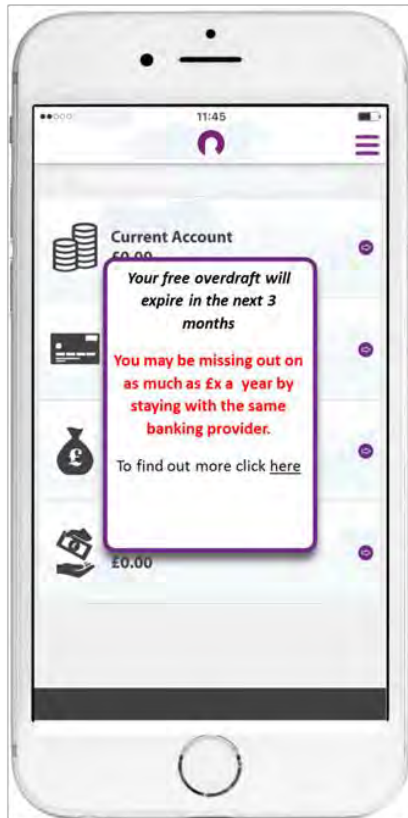 11:45
Current Account
£0.00
Your free overdraft will
expire in the next 3
months
You may be missing out on
as much as £x a year by
staying with the same
banking provider.
To find out more click here
£
£0.00